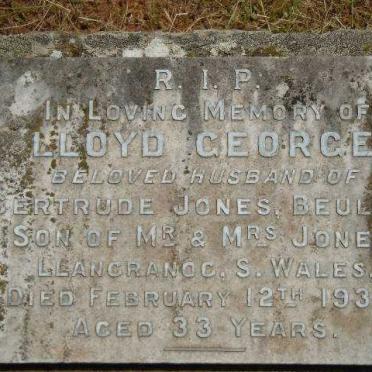 R. I. P.
IN LOVING MEMORY OF
LLOYD GEORGE
BELOVED HUSBAND OF
ERTRUDE JONES, BEUL
SON OF MR & MRS JONE
LLANGRANOG, S. WALES,
DIED FEBRUARY 12TH 193
AGED 33 YEARS.